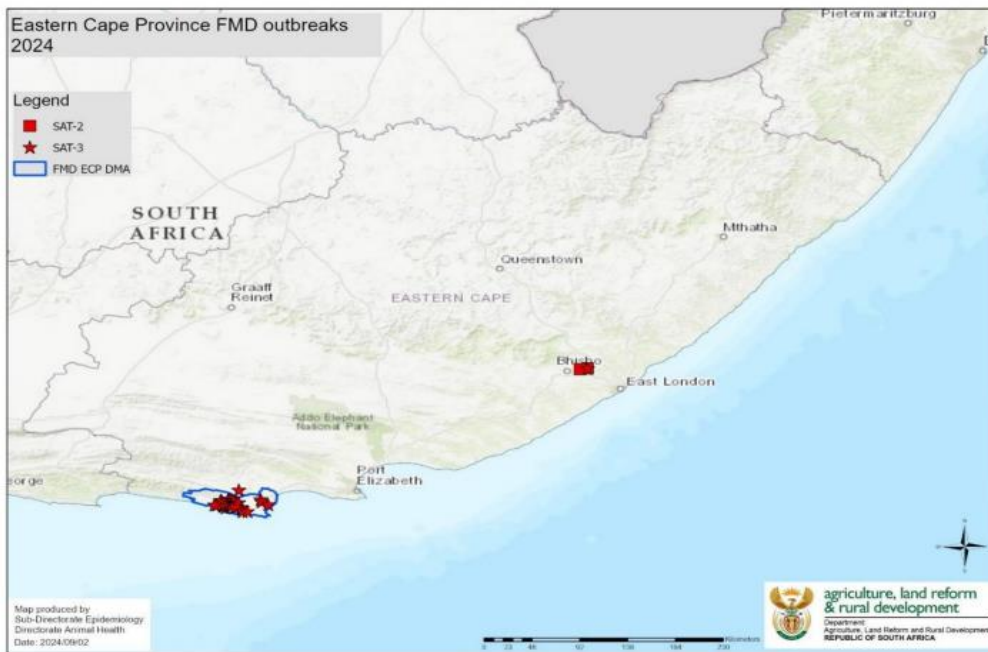 Eastern Cape Province FMD outbreaks
2024
Pietermaritzburg
Legend
SAT-2
SAT-3
FMD ECP DMA
SOUTH
AFRICA
Mthatha
Queenstown
Graaff
Reinet
EASTERN CAPE
Bhisho
East London
Addo Elephant
National Park
Port
Elizabeth
eorge
Map produced by
Sub-Directorate Epidemiology
Directorate Animal Health
Date: 2024/09/02
Kilometers
agriculture, land reform
& rural development
Department:
Agriculture, Land Reform and Rural Development
REPUBLIC OF SOUTH AFRICA